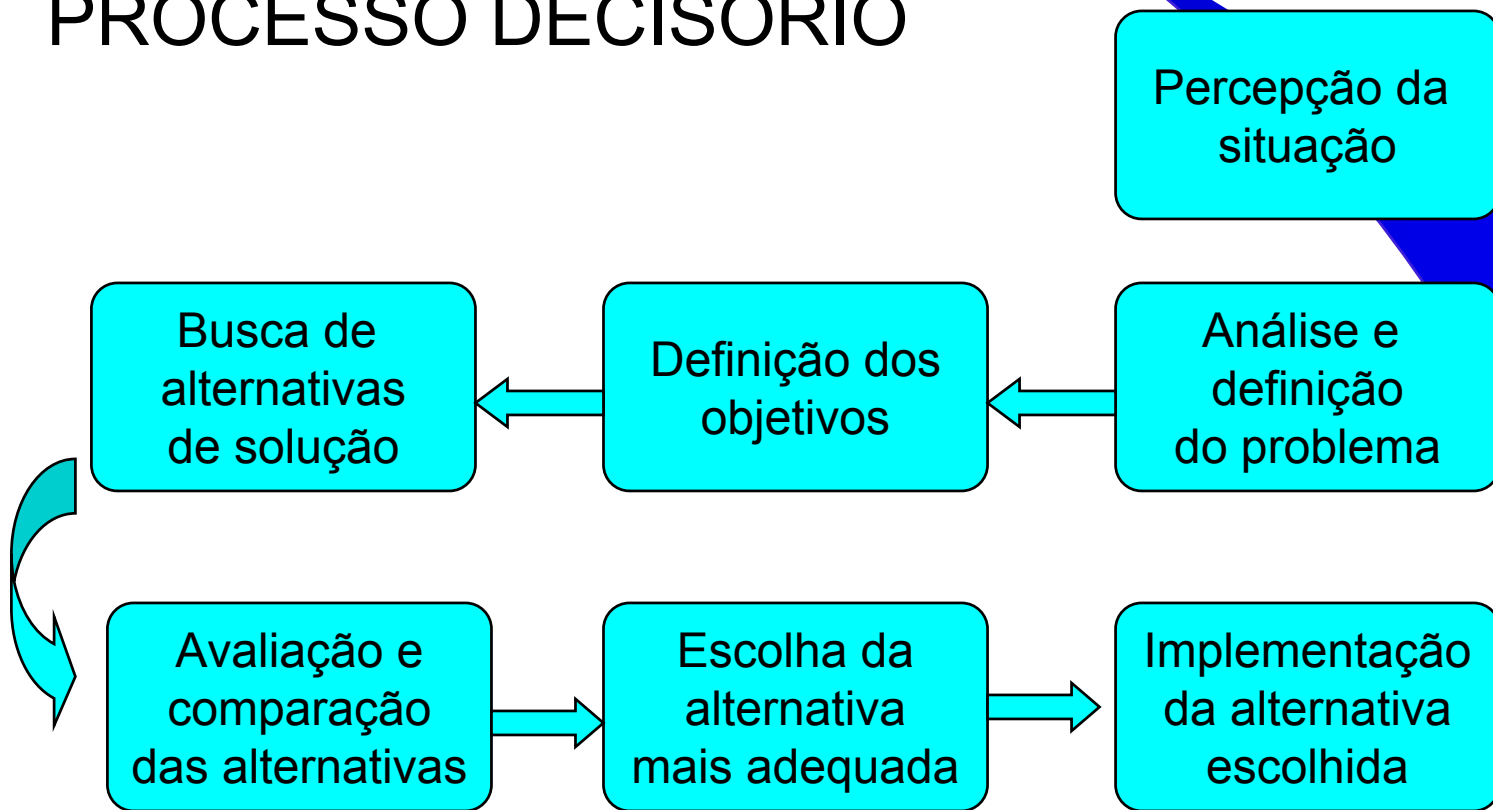 PROCESSO DECISÓRIO
Percepção da
situação
Análise e
definição
do problema
Definição dos
objetivos
Busca de
alternativas
de solução
Avaliação e
comparação
das alternativas
Escolha da
alternativa
mais adequada
Implementação
da alternativa
escolhida